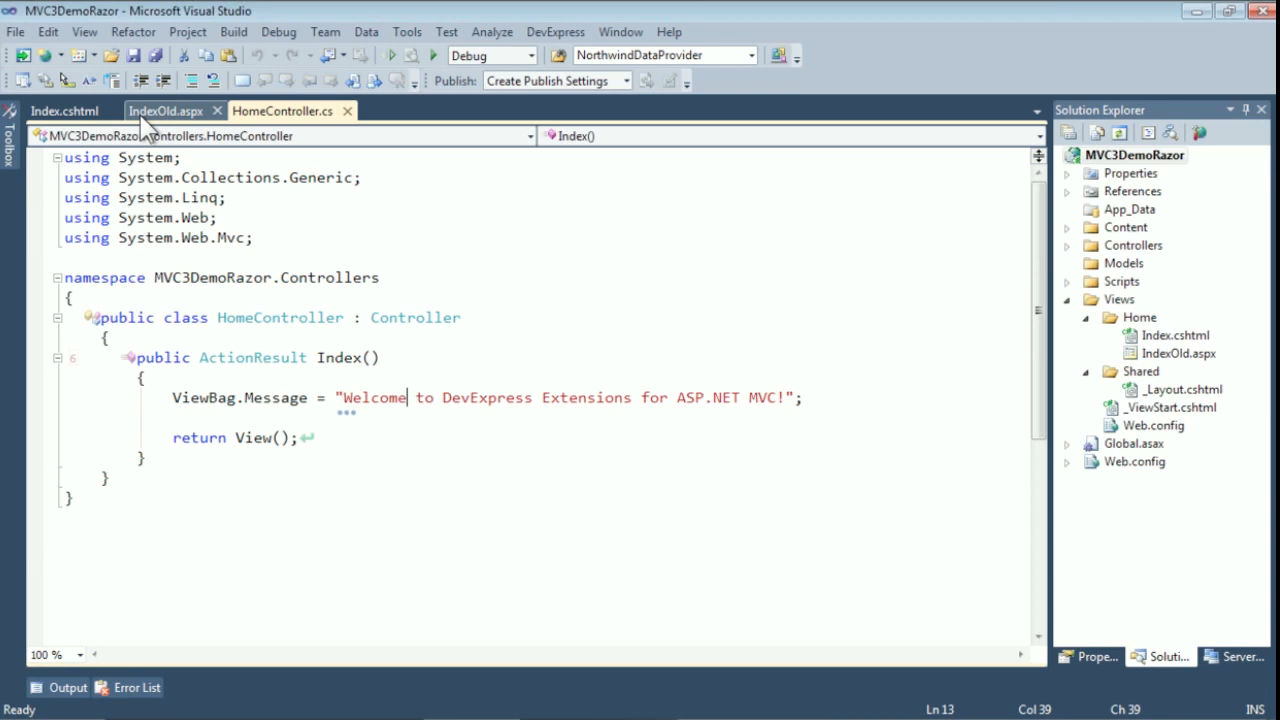 MVC3DemoRazor - Microsoft Visual Studio
File Edit View Refactor Project Build Debug Team Data Tools Test Analyze DevExpress Window Help
Debug NorthwindDataProvider
Publish: Create Publish Settings
Index.cshtml IndexOld.aspx HomeController.cs
MVC3DemoRazor.Controllers.HomeController Index()
Toolbox
using System;
using System.Collections.Generic;
using System.Linq;
using System.Web;
using System.Web.Mvc;
namespace MVC3DemoRazor.Controllers
{
public class HomeController : Controller
{
6 public ActionResult Index()
{
ViewBag.Message = "Welcome to DevExpress Extensions for ASP.NET MVC!";
return View();
}
}
}
100 %
Solution Explorer
MVC3DemoRazor
Properties
References
App_Data
Content
Controllers
Models
Scripts
Views
Home
Index.cshtml
IndexOld.aspx
Shared
_Layout.cshtml
_ViewStart.cshtml
Web.config
Global.asax
Web.config
Prope... Soluti... Server...
Output Error List
Ready Ln 13 Col 39 Ch 39 INS